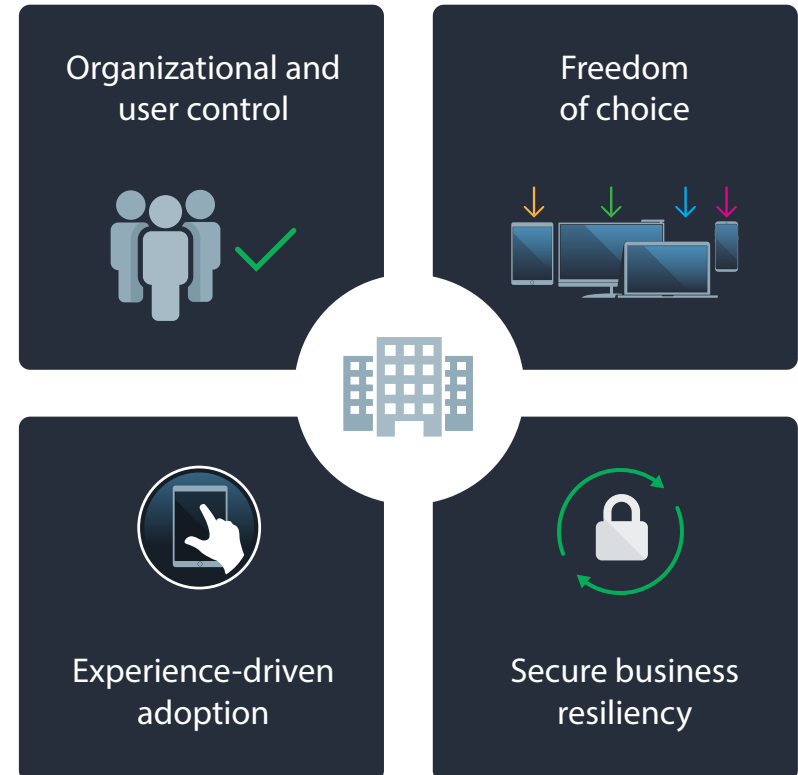 Organizational and
user control
Freedom
of choice
Experience-driven
adoption
Secure business
resiliency